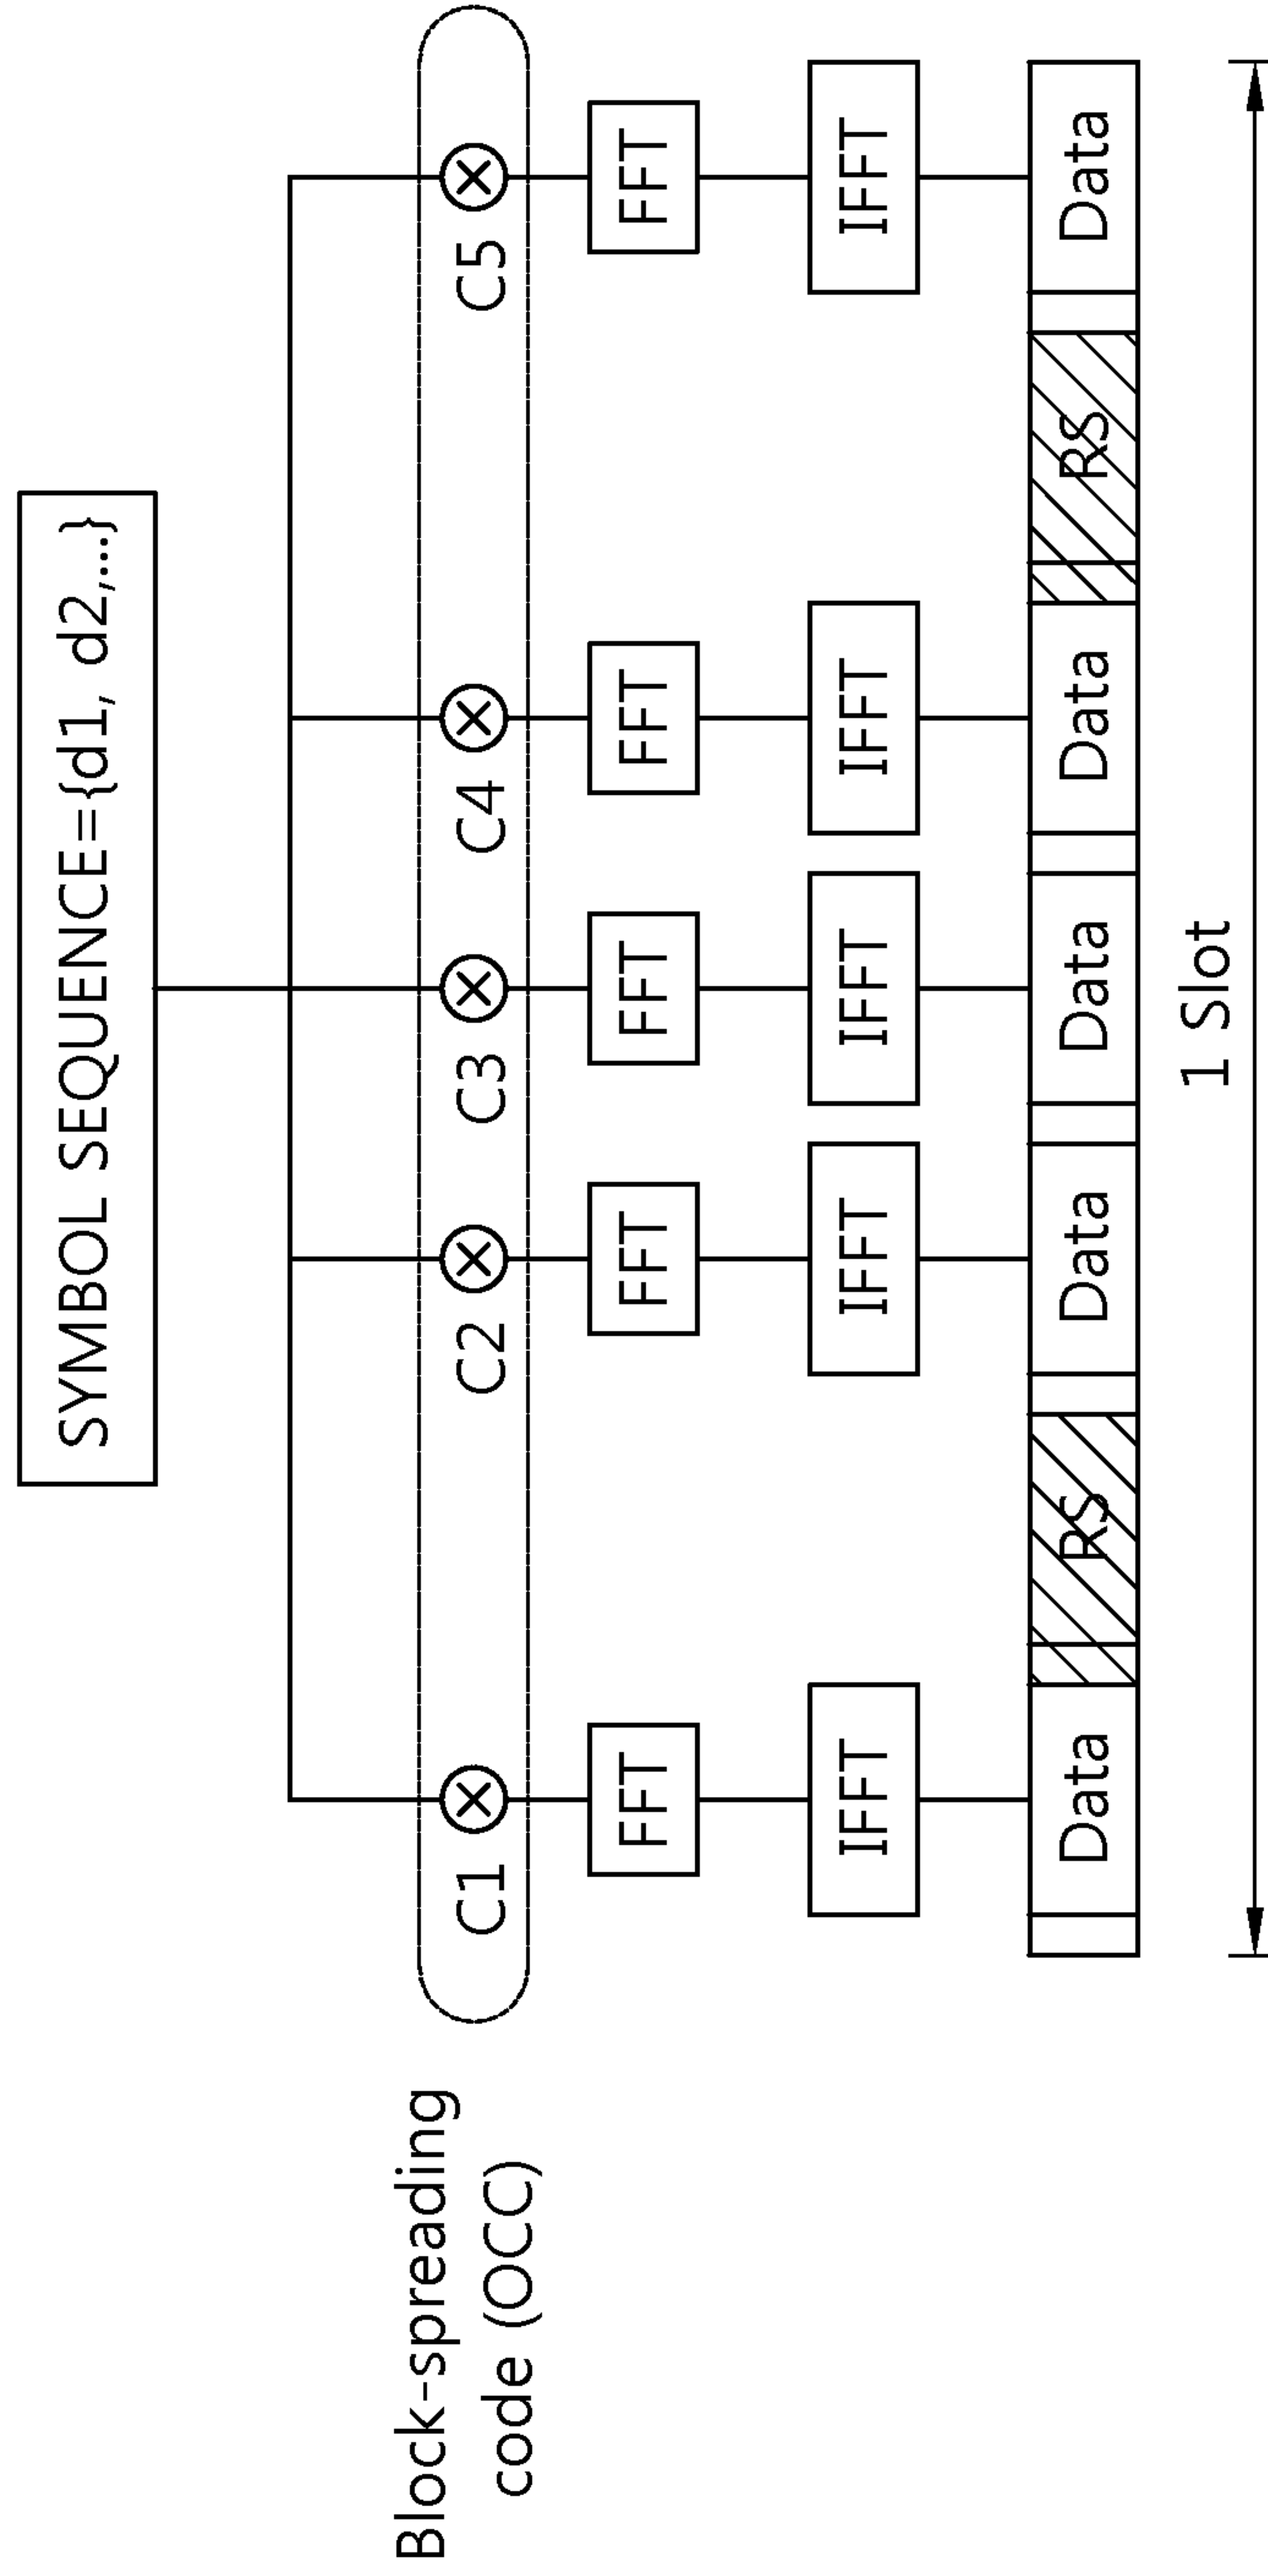 SYMBOL SEQUENCE={d1, d2,...}
Block-spreading
code (OCC)
C1 C2 C3 C4 C5
FFT FFT FFT FFT FFT
IFFT IFFT IFFT IFFT IFFT
Data RS Data Data Data RS Data
1 Slot